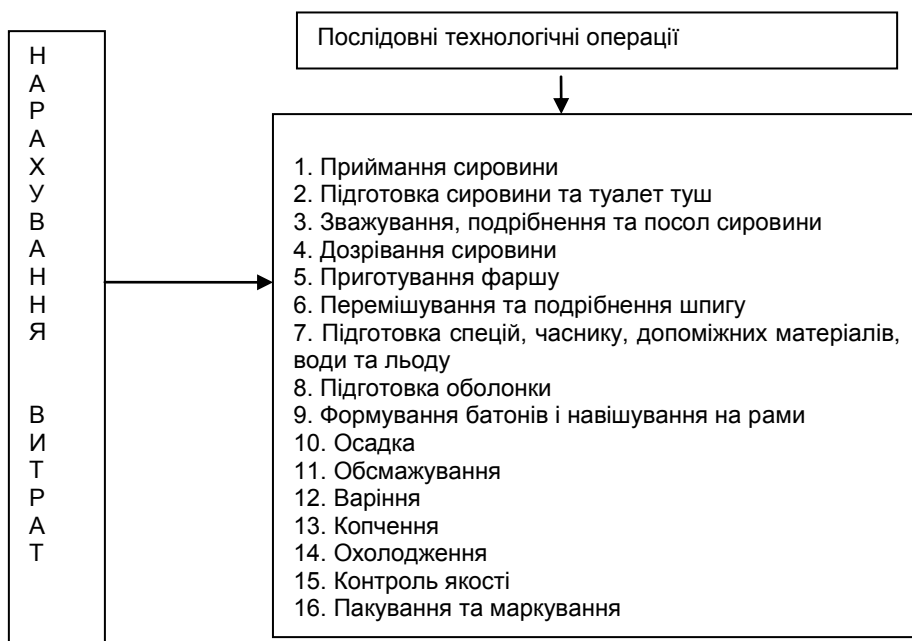 НАРАХУВАННЯ ВИТРАТ
Послідовні технологічні операції
1. Приймання сировини
2. Підготовка сировини та туалет туш
3. Зважування, подрібнення та посол сировини
4. Дозрівання сировини
5. Приготування фаршу
6. Перемішування та подрібнення шпигу
7. Підготовка спецій, часнику, допоміжних матеріалів,
води та льоду
8. Підготовка оболонки
9. Формування батонів і навішування на рами
10. Осадка
11. Обсмажування
12. Варіння
13. Копчення
14. Охолодження
15. Контроль якості
16. Пакування та маркування